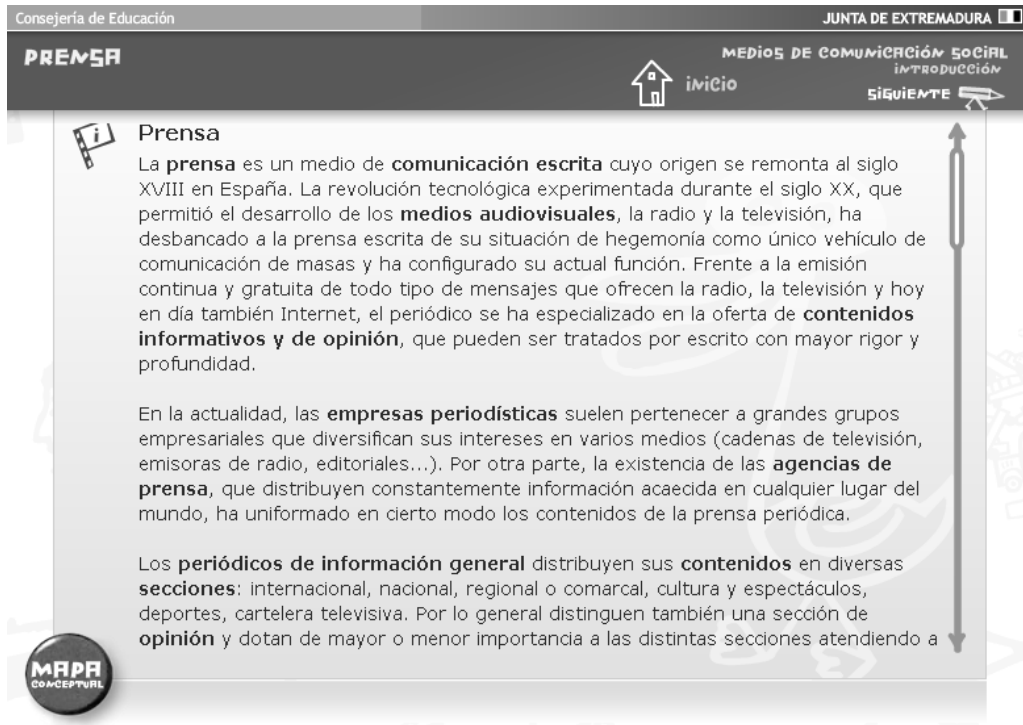 Consejería de Educación
JUNTA DE EXTREMADURA
PRENSA
MEDIOS DE COMUNICACIÓN SOCIAL
INTRODUCCIÓN
INICIO
SIGUIENTE
Prensa
La prensa es un medio de comunicación escrita cuyo origen se remonta al siglo
XVIII en España. La revolución tecnológica experimentada durante el siglo XX, que
permitió el desarrollo de los medios audiovisuales, la radio y la televisión, ha
desbancado a la prensa escrita de su situación de hegemonía como único vehículo de
comunicación de masas y ha configurado su actual función. Frente a la emisión
continua y gratuita de todo tipo de mensajes que ofrecen la radio, la televisión y hoy
en día también Internet, el periódico se ha especializado en la oferta de contenidos
informativos y de opinión, que pueden ser tratados por escrito con mayor rigor y
profundidad.
En la actualidad, las empresas periodísticas suelen pertenecer a grandes grupos
empresariales que diversifican sus intereses en varios medios (cadenas de televisión,
emisoras de radio, editoriales...). Por otra parte, la existencia de las agencias de
prensa, que distribuyen constantemente información acaecida en cualquier lugar del
mundo, ha uniformado en cierto modo los contenidos de la prensa periódica.
Los periódicos de información general distribuyen sus contenidos en diversas
secciones: internacional, nacional, regional o comarcal, cultura y espectáculos,
deportes, cartelera televisiva. Por lo general distinguen también una sección de
opinión y dotan de mayor o menor importancia a las distintas secciones atendiendo a
MAPA
CONCEPTUAL